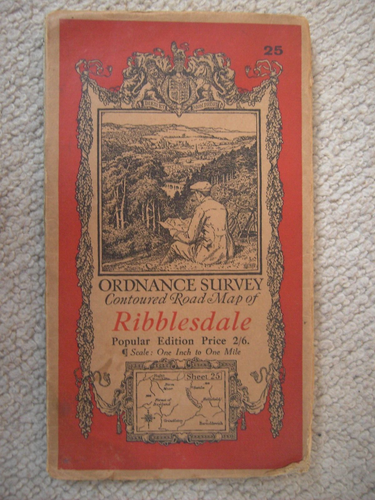 25
ORDNANCE SURVEY
Contoured Road Map of
Ribblesdale
Popular Edition Price 2/6.
¶ Scale: One Inch to One Mile
Sheet 25